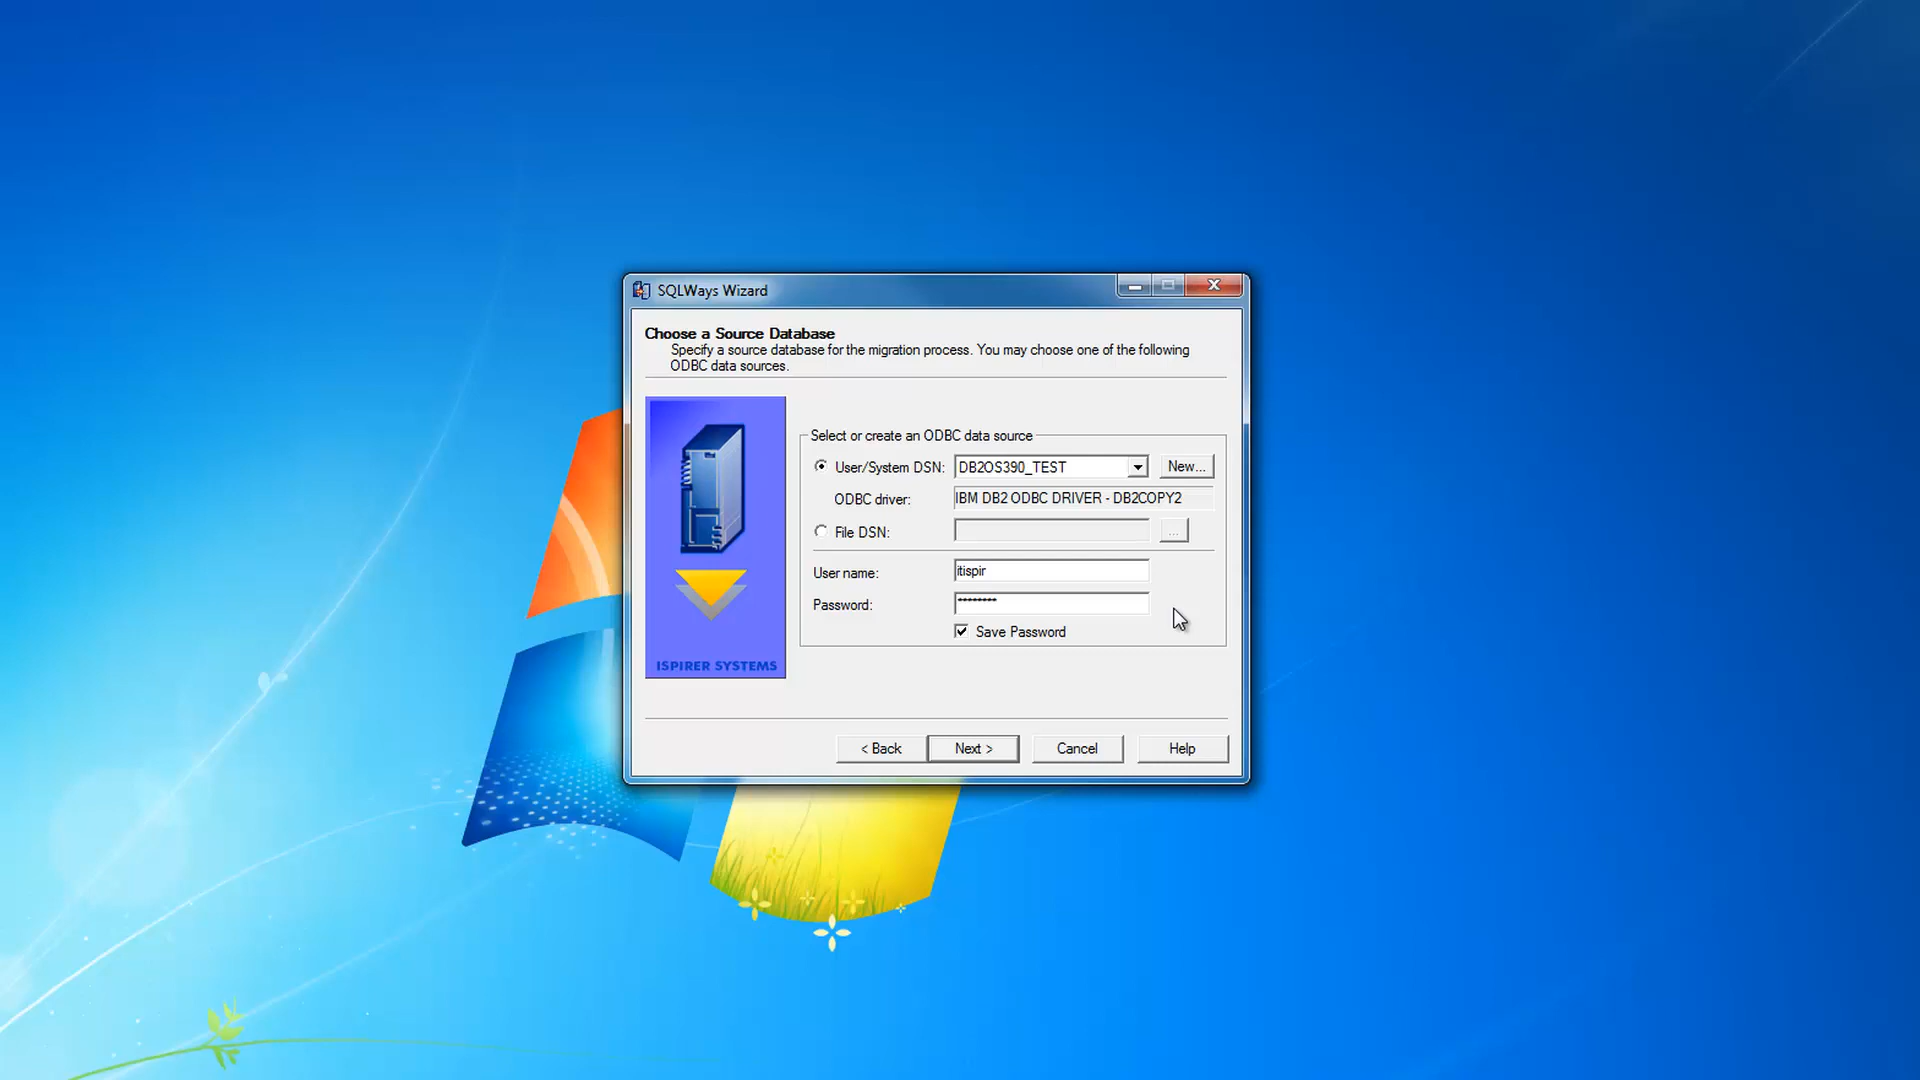 SQLWays Wizard
Choose a Source Database
Specify a source database for the migration process. You may choose one of the following
ODBC data sources.
Select or create an ODBC data source
User/System DSN: DB2OS390_TEST New...
ODBC driver: IBM DB2 ODBC DRIVER - DB2COPY2
File DSN: ...
User name: itispir
Password: ********
Save Password
ISPIRER SYSTEMS
< Back Next > Cancel Help